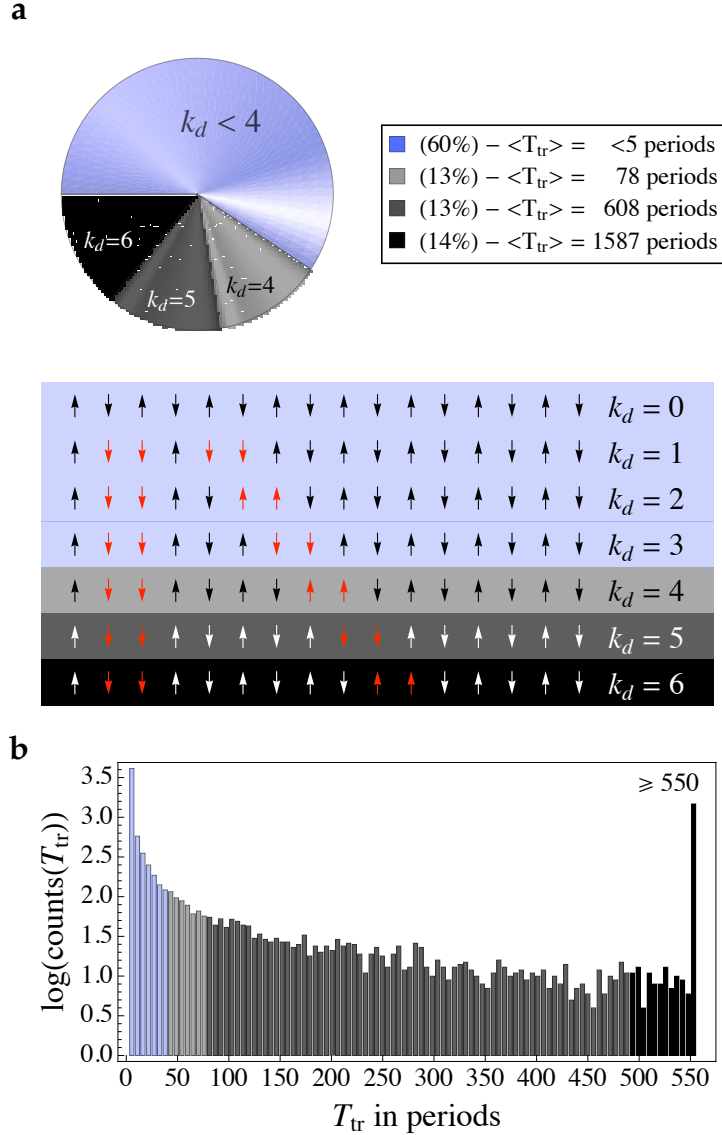 a
k_d < 4
k_d=6
k_d=5
k_d=4
(60%) – <T_tr> = <5 periods
(13%) – <T_tr> = 78 periods
(13%) – <T_tr> = 608 periods
(14%) – <T_tr> = 1587 periods
k_d = 0
k_d = 1
k_d = 2
k_d = 3
k_d = 4
k_d = 5
k_d = 6
b
log(counts(T_tr))
3.5
3.0
2.5
2.0
1.5
1.0
0.5
0.0
⩾ 550
0 50 100 150 200 250 300 350 400 450 500 550
T_tr in periods